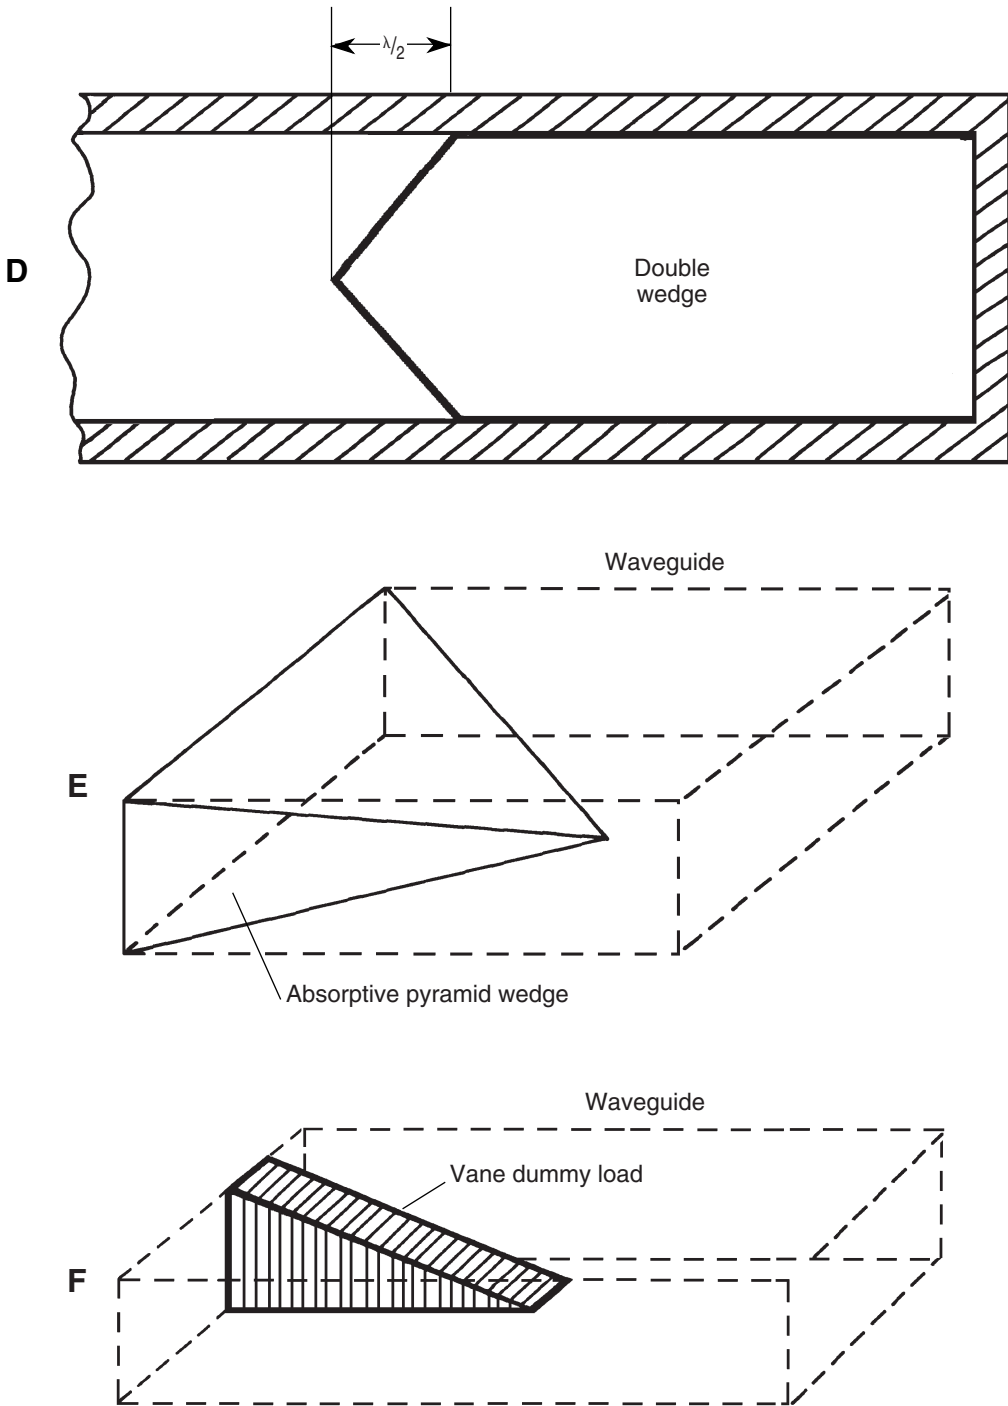 λ/2
D
Double
wedge
Waveguide
E
Absorptive pyramid wedge
Waveguide
Vane dummy load
F